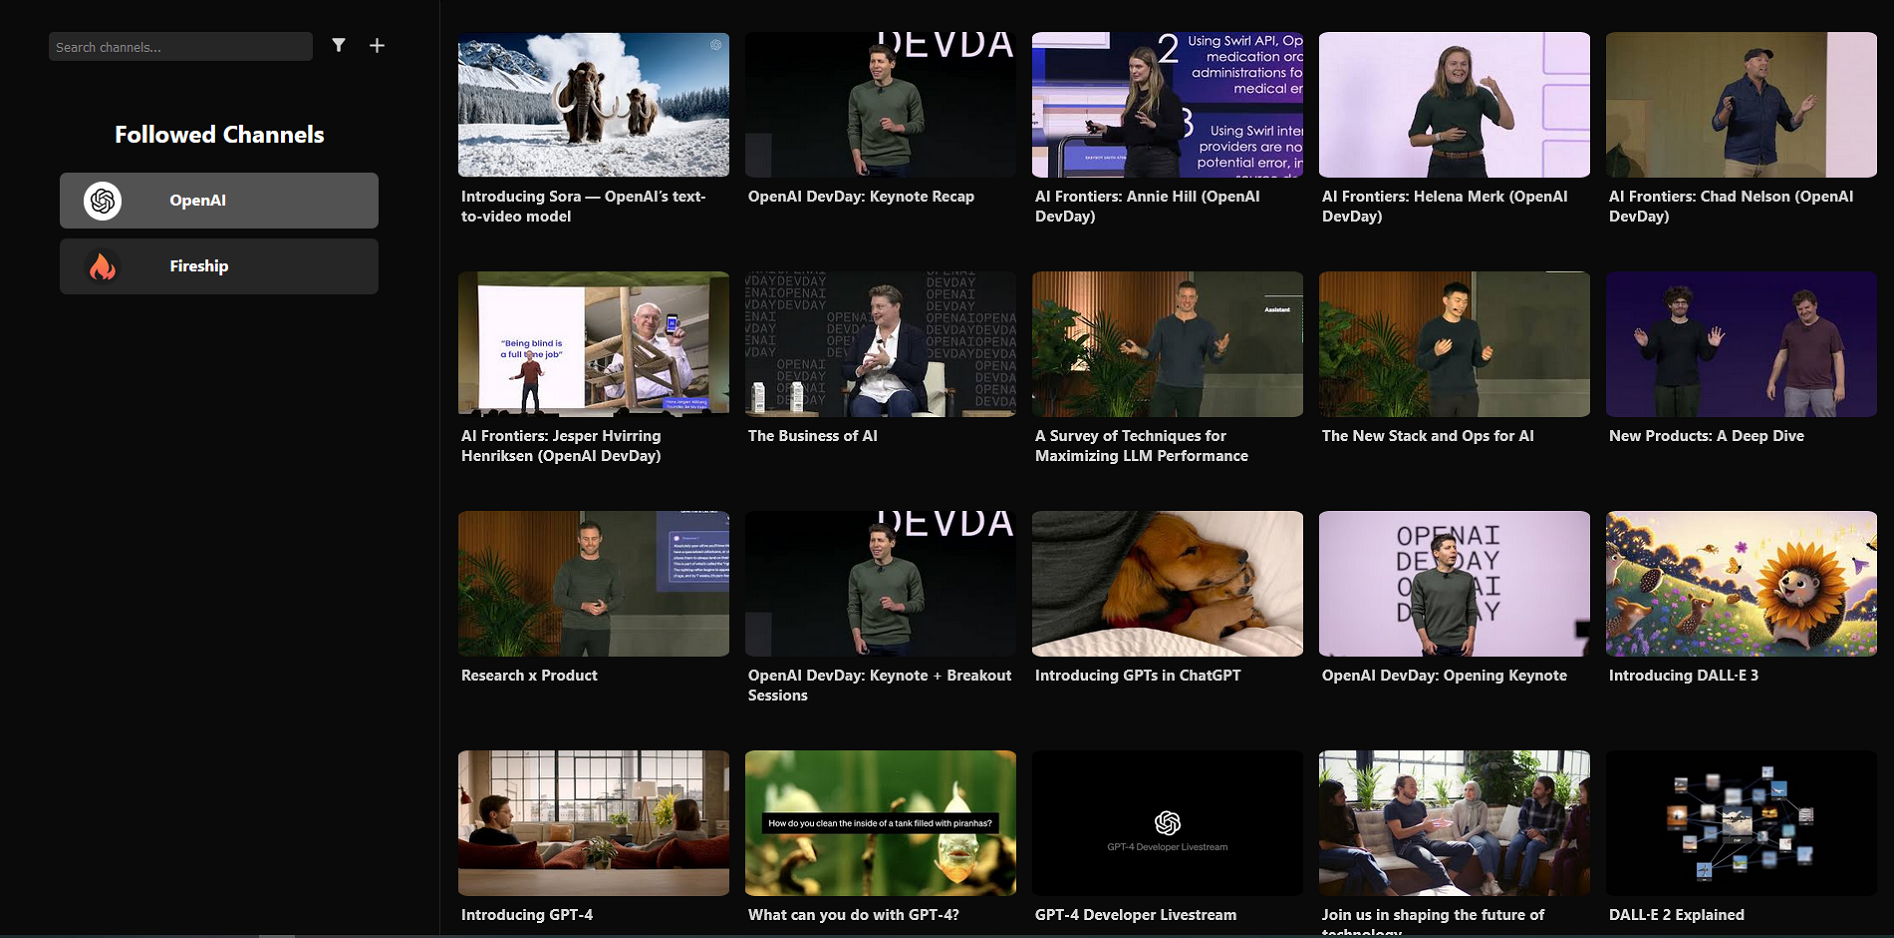 Search channels...
Followed Channels
OpenAI
Fireship
DEVDA
2
Using Swirl API, Op
medication orc
administrations fo
medical er
3
Using Swirl inter
providers are no
potential error, in
Introducing Sora — OpenAI's text-
to-video model
OpenAI DevDay: Keynote Recap
AI Frontiers: Annie Hill (OpenAI
DevDay)
AI Frontiers: Helena Merk (OpenAI
DevDay)
AI Frontiers: Chad Nelson (OpenAI
DevDay)
"Being blind is
a full time job"
OPENAI
DEVDAY
OPENAI
DEVDAY
Assistant
AI Frontiers: Jesper Hvirring
Henriksen (OpenAI DevDay)
The Business of AI
A Survey of Techniques for
Maximizing LLM Performance
The New Stack and Ops for AI
New Products: A Deep Dive
DEVDA
OPENAI
DEVDAY
Research x Product
OpenAI DevDay: Keynote + Breakout
Sessions
Introducing GPTs in ChatGPT
OpenAI DevDay: Opening Keynote
Introducing DALL·E 3
How do you clean the inside of a tank filled with piranhas?
GPT-4 Developer Livestream
Introducing GPT-4
What can you do with GPT-4?
GPT-4 Developer Livestream
Join us in shaping the future of
technology
DALL·E 2 Explained